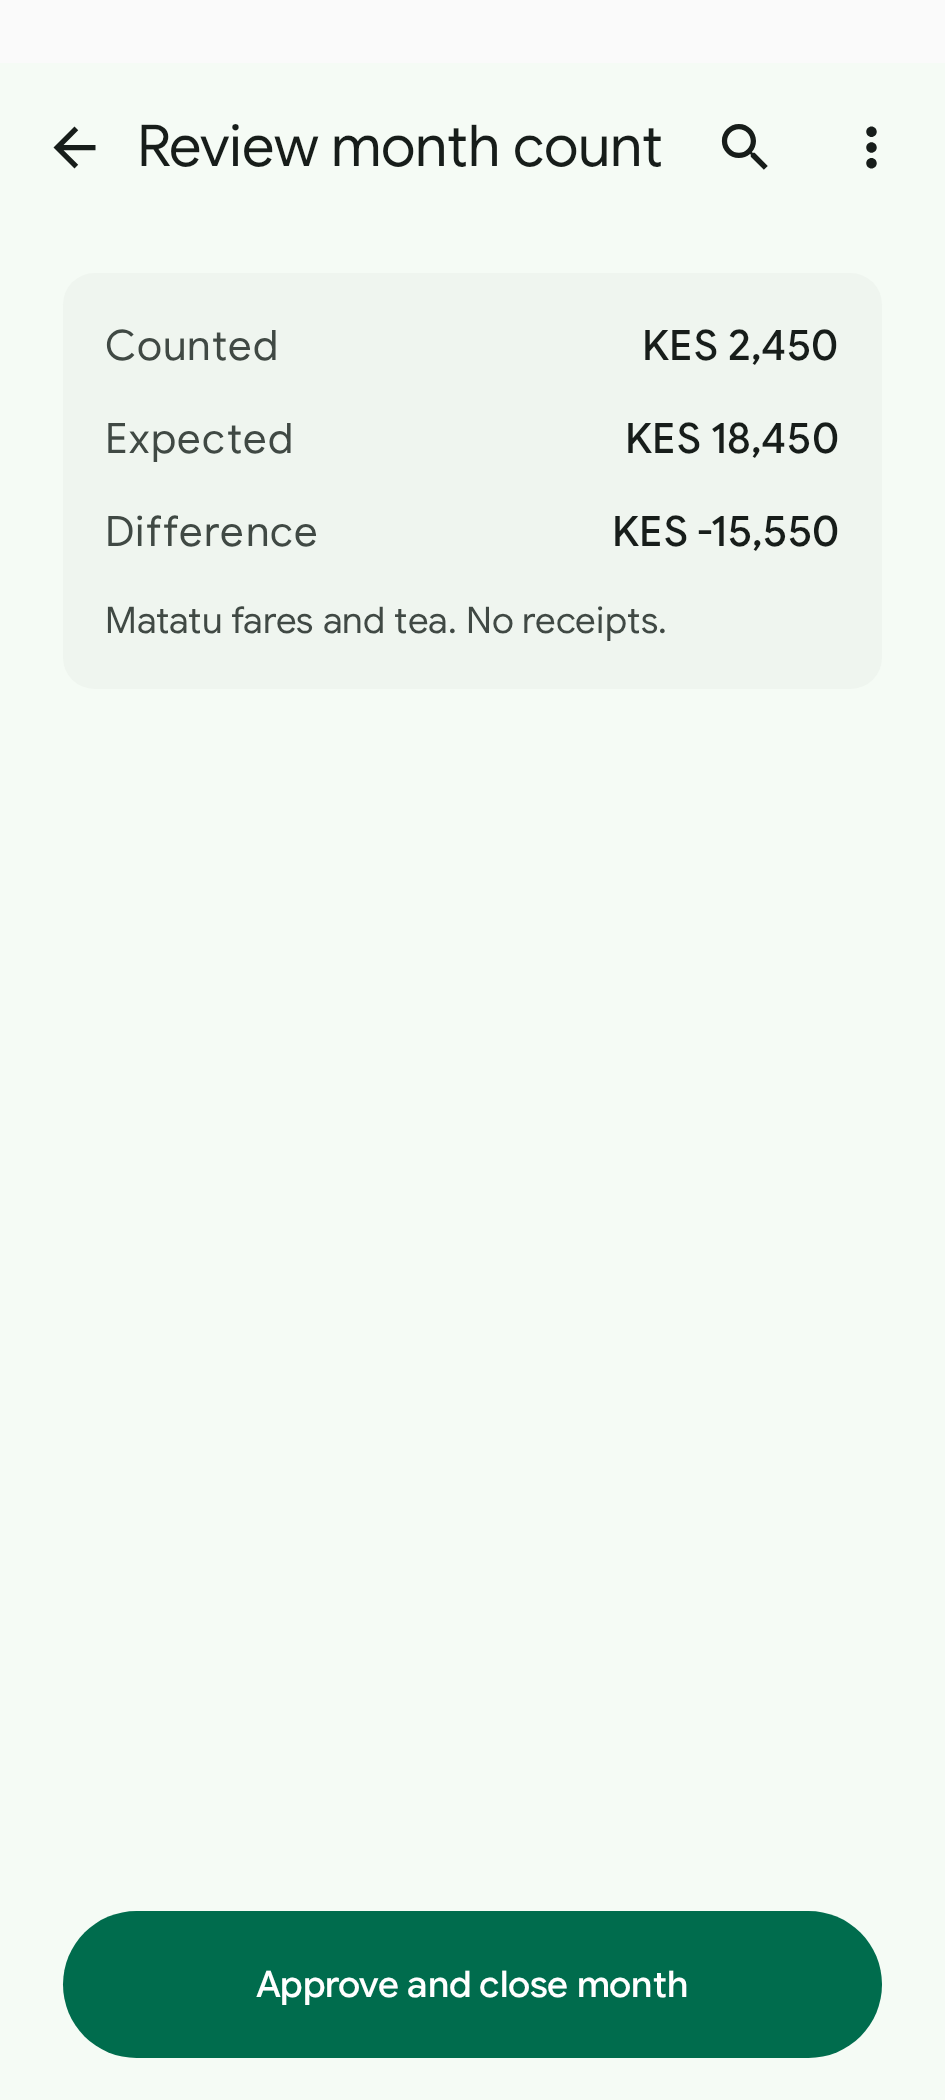 Review month count
Counted KES 2,450
Expected KES 18,450
Difference KES -15,550
Matatu fares and tea. No receipts.
Approve and close month